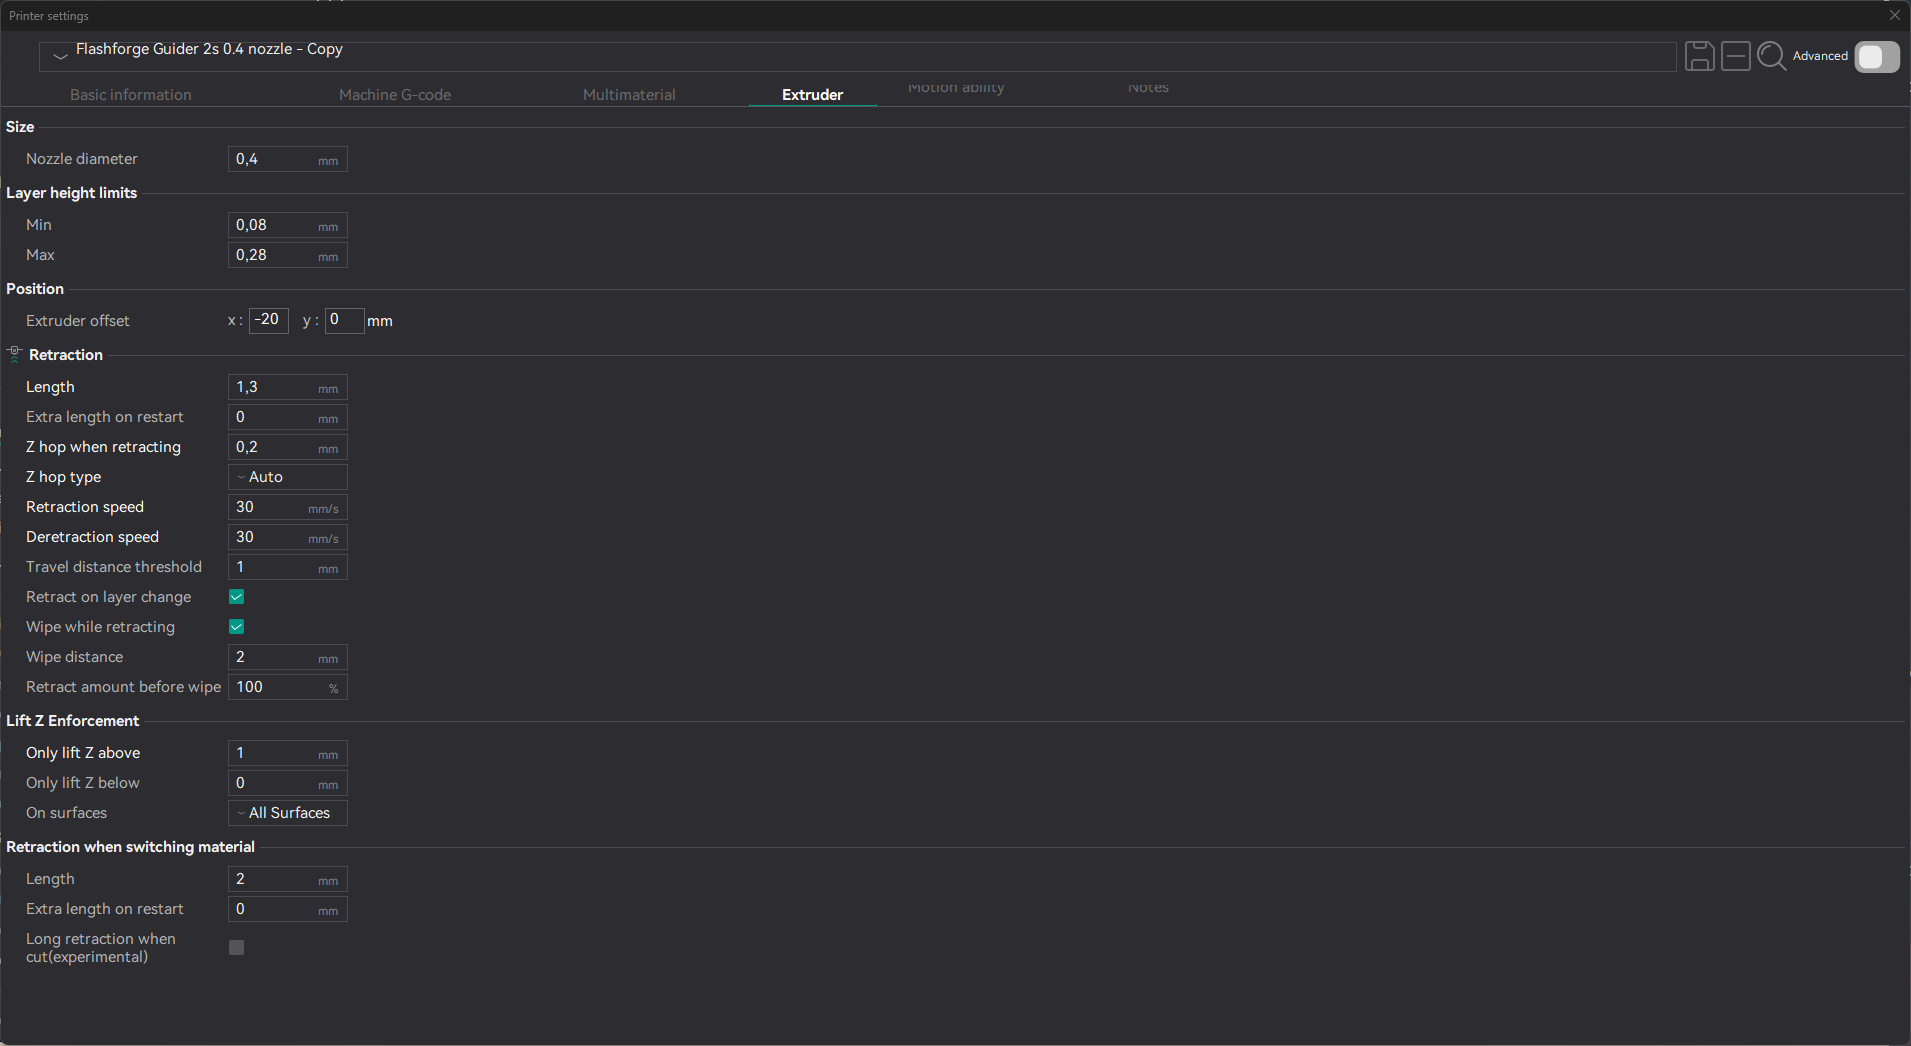 Printer settings
Flashforge Guider 2s 0.4 nozzle - Copy
Advanced
Basic information Machine G-code Multimaterial Extruder Motion ability Notes
Size
Nozzle diameter 0,4 mm
Layer height limits
Min 0,08 mm
Max 0,28 mm
Position
Extruder offset x : -20 y : 0 mm
Retraction
Length 1,3 mm
Extra length on restart 0 mm
Z hop when retracting 0,2 mm
Z hop type Auto
Retraction speed 30 mm/s
Deretraction speed 30 mm/s
Travel distance threshold 1 mm
Retract on layer change
Wipe while retracting
Wipe distance 2 mm
Retract amount before wipe 100 %
Lift Z Enforcement
Only lift Z above 1 mm
Only lift Z below 0 mm
On surfaces All Surfaces
Retraction when switching material
Length 2 mm
Extra length on restart 0 mm
Long retraction when
cut(experimental)